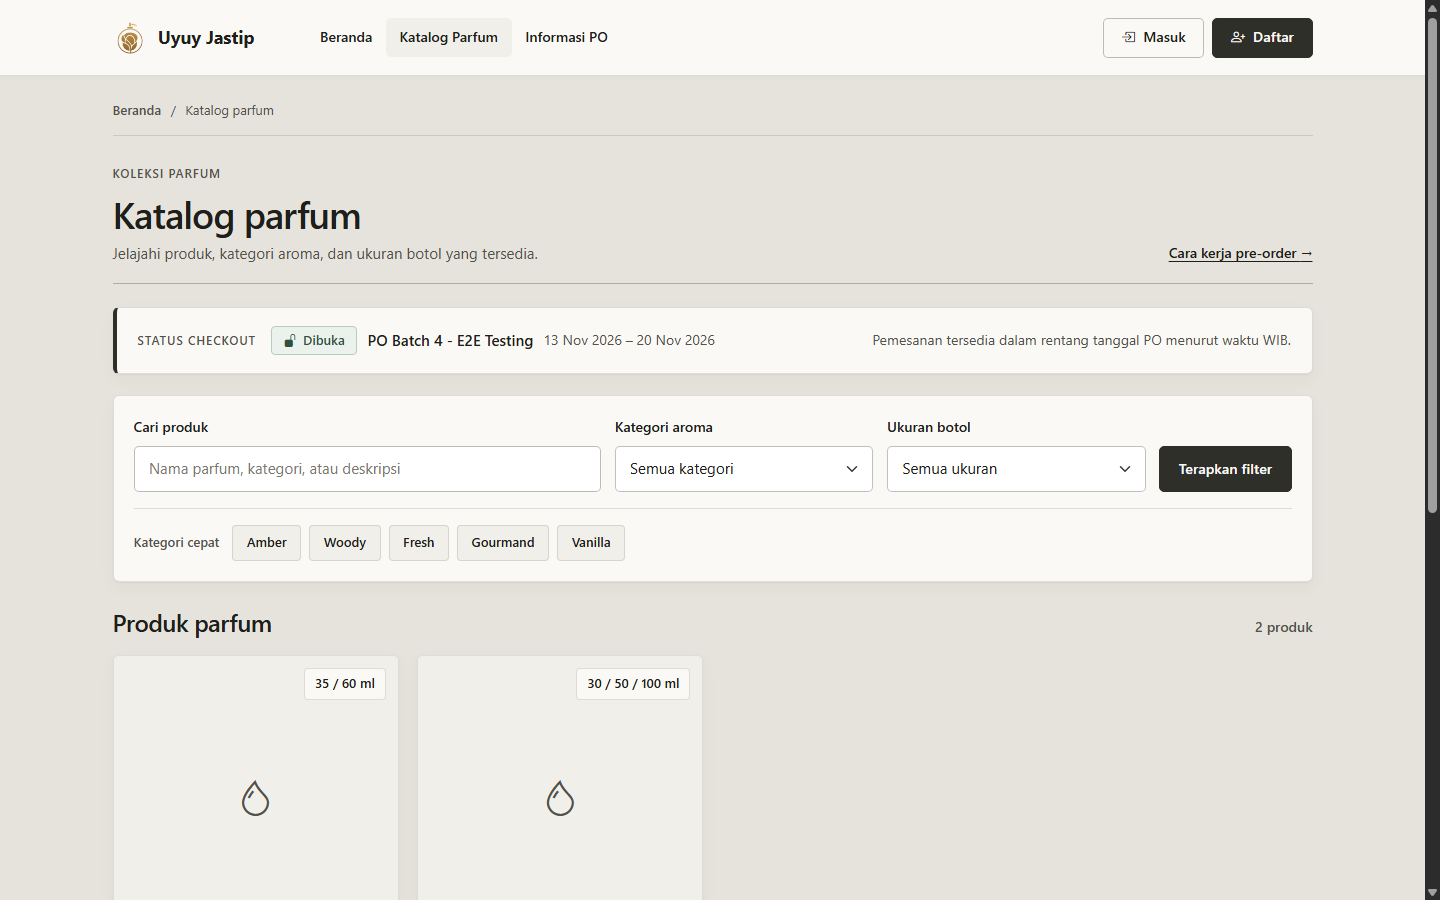 Uyuy Jastip
Beranda
Katalog Parfum
Informasi PO
Masuk
Daftar
Beranda / Katalog parfum
KOLEKSI PARFUM
Katalog parfum
Jelajahi produk, kategori aroma, dan ukuran botol yang tersedia.
Cara kerja pre-order →
STATUS CHECKOUT
Dibuka
PO Batch 4 - E2E Testing
13 Nov 2026 – 20 Nov 2026
Pemesanan tersedia dalam rentang tanggal PO menurut waktu WIB.
Cari produk
Kategori aroma
Ukuran botol
Nama parfum, kategori, atau deskripsi
Semua kategori
Semua ukuran
Terapkan filter
Kategori cepat
Amber
Woody
Fresh
Gourmand
Vanilla
Produk parfum
2 produk
35 / 60 ml
30 / 50 / 100 ml